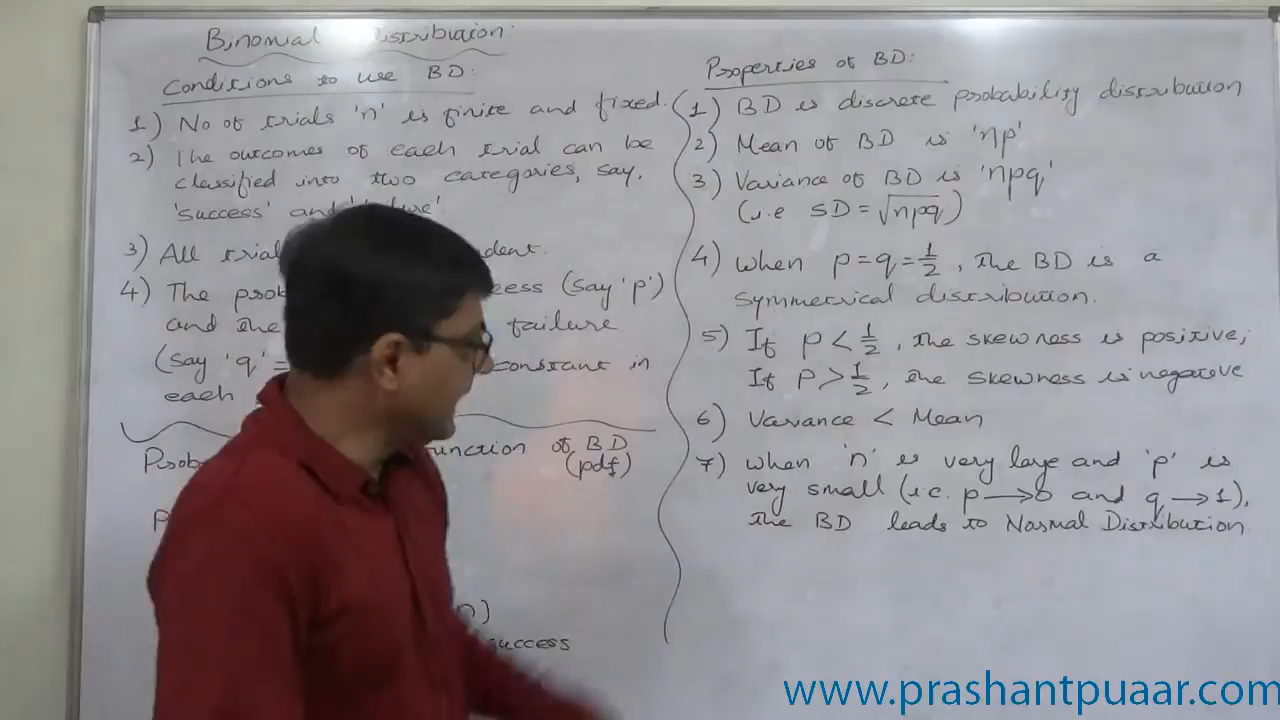 Binomial Distribution:
Conditions to use BD:
1) No of trials 'n' is finite and fixed.
2) The outcomes of each trial can be
classified into two categories, say,
'success' and
3) All
4) The ess (say 'p')
and the failure
(say 'q'= constant in
each
unction of BD
(pdf)
n)
success
Properties of BD:
1) BD is discrete probability distribution
2) Mean of BD is 'np'
3) Variance of BD is 'npq'
(i.e SD = √npq)
4) When p = q = 1/2, the BD is a
symmetrical distribution.
5) If p < 1/2, the skewness is positive;
If p > 1/2, the skewness is negative
6) Variance < Mean
7) when 'n' is very large and 'p' is
very small (i.e. p → 0 and q → 1),
the BD leads to Normal Distribution
www.prashantpuaar.com